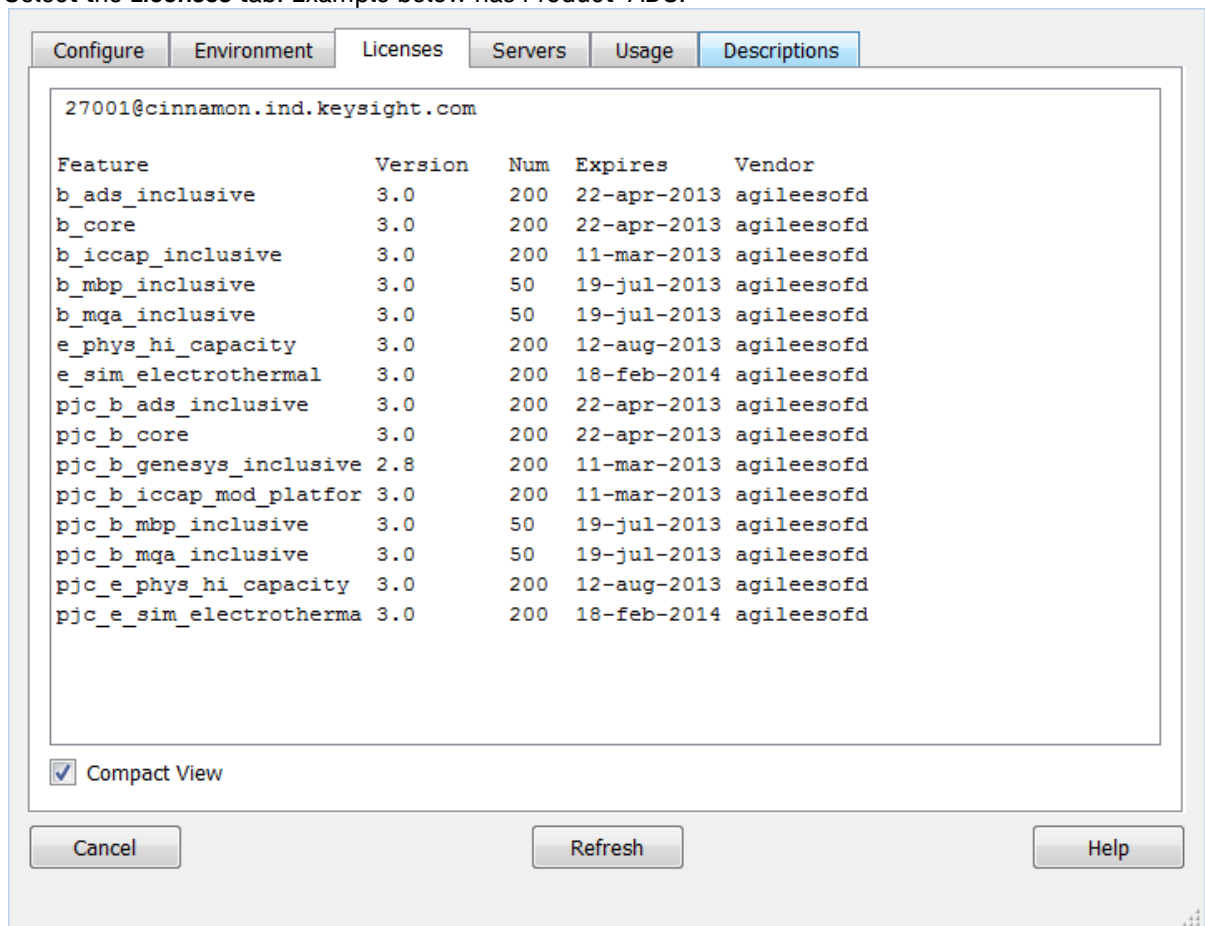 Select the Licenses tab. Example below has Product- ADS.
Configure Environment Licenses Servers Usage Descriptions
27001@cinnamon.ind.keysight.com
Feature Version Num Expires Vendor
b_ads_inclusive 3.0 200 22-apr-2013 agileesofd
b_core 3.0 200 22-apr-2013 agileesofd
b_iccap_inclusive 3.0 200 11-mar-2013 agileesofd
b_mbp_inclusive 3.0 50 19-jul-2013 agileesofd
b_mqa_inclusive 3.0 50 19-jul-2013 agileesofd
e_phys_hi_capacity 3.0 200 12-aug-2013 agileesofd
e_sim_electrothermal 3.0 200 18-feb-2014 agileesofd
pjc_b_ads_inclusive 3.0 200 22-apr-2013 agileesofd
pjc_b_core 3.0 200 22-apr-2013 agileesofd
pjc_b_genesys_inclusive 2.8 200 11-mar-2013 agileesofd
pjc_b_iccap_mod_platfor 3.0 200 11-mar-2013 agileesofd
pjc_b_mbp_inclusive 3.0 50 19-jul-2013 agileesofd
pjc_b_mqa_inclusive 3.0 50 19-jul-2013 agileesofd
pjc_e_phys_hi_capacity 3.0 200 12-aug-2013 agileesofd
pjc_e_sim_electrotherma 3.0 200 18-feb-2014 agileesofd
Compact View
Cancel Refresh Help